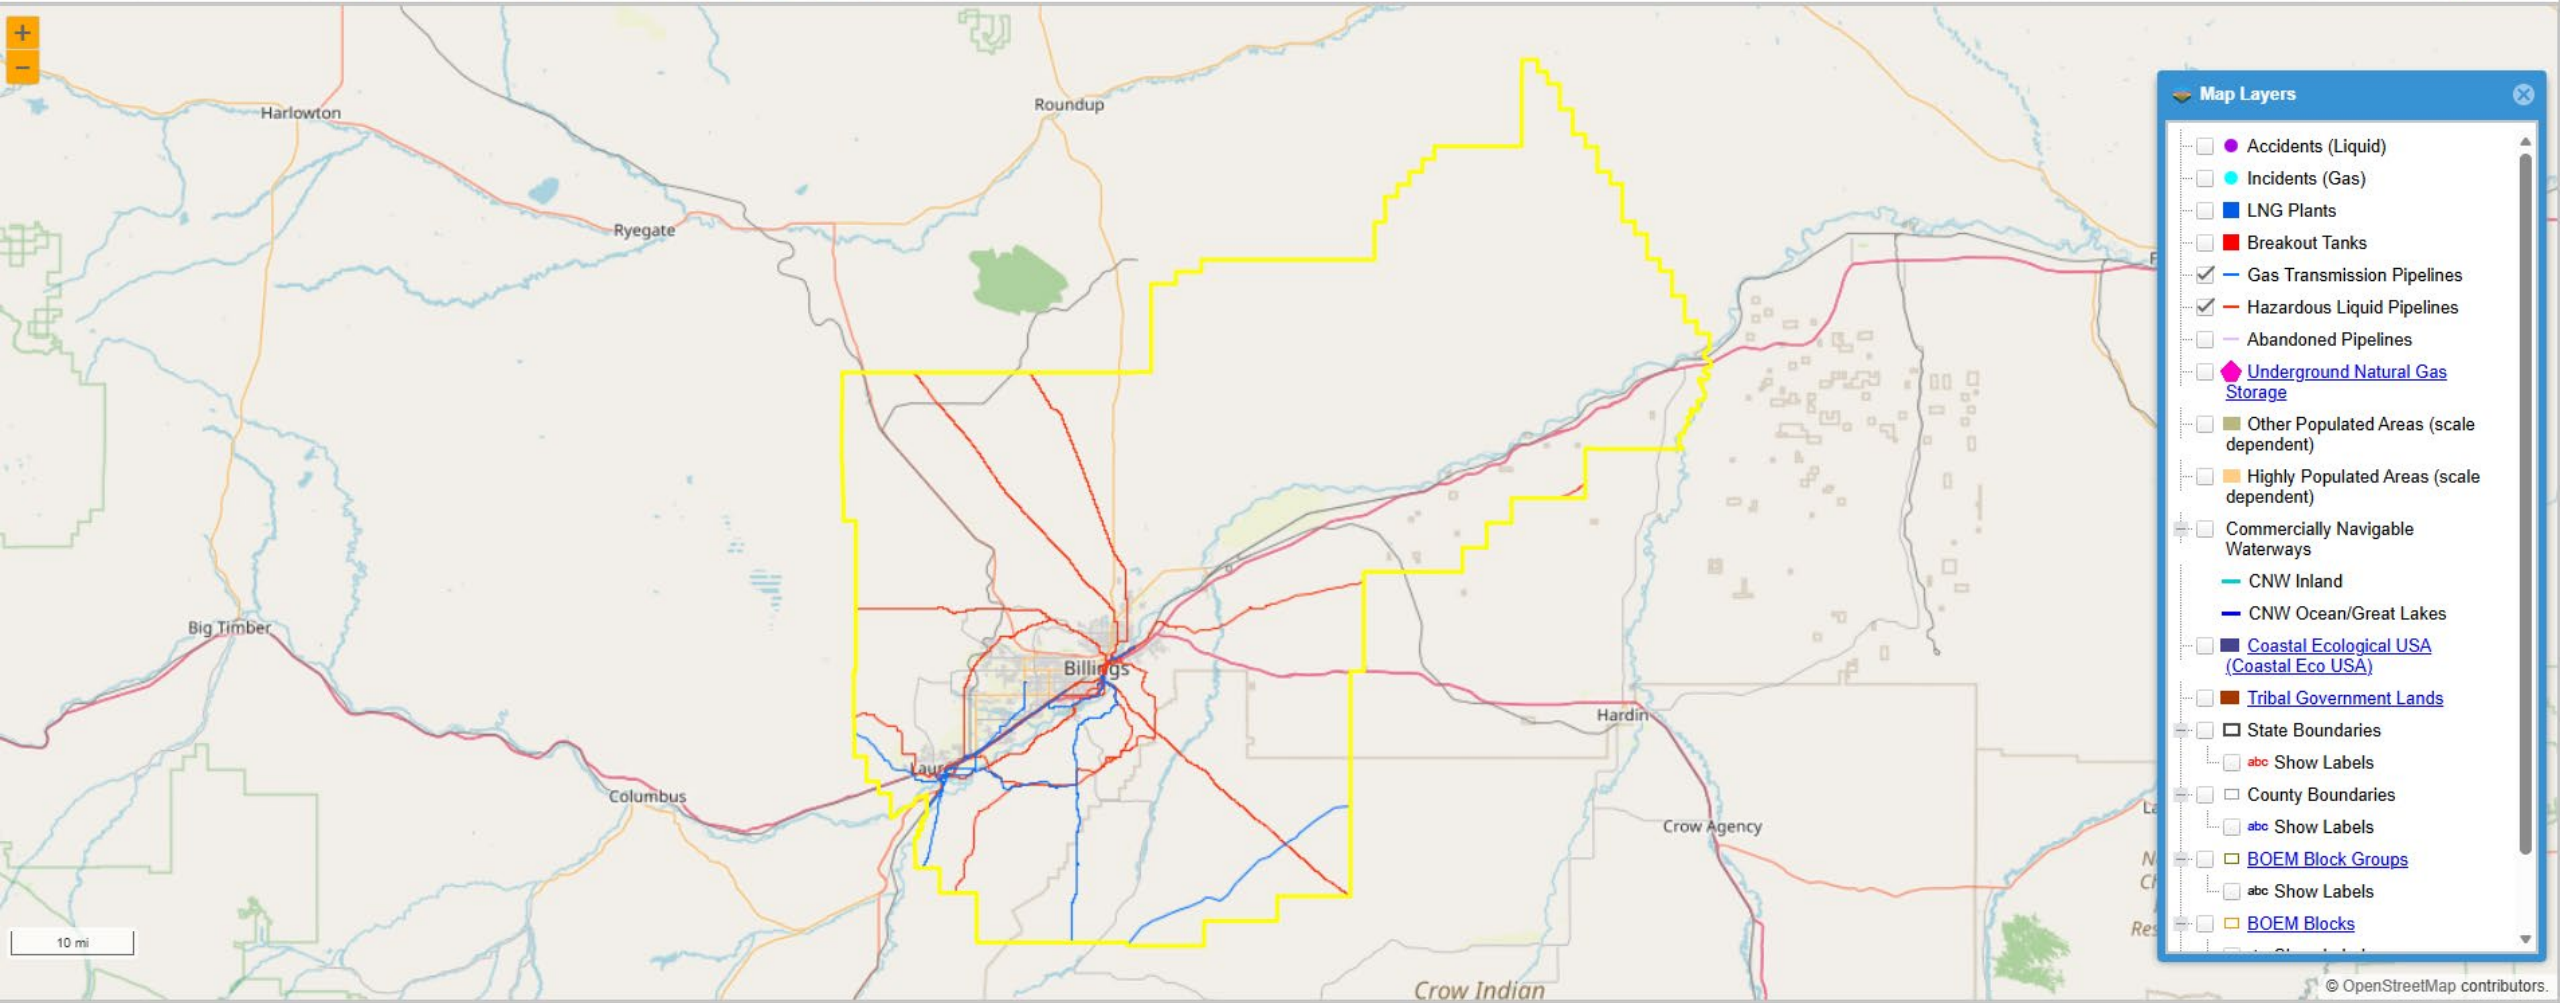 +
−
Harlowton
Roundup
Ryegate
Big Timber
Billings
Laur
Columbus
Hardin
Crow Agency
Crow Indian
10 mi
Map Layers
Accidents (Liquid)
Incidents (Gas)
LNG Plants
Breakout Tanks
Gas Transmission Pipelines
Hazardous Liquid Pipelines
Abandoned Pipelines
Underground Natural Gas
Storage
Other Populated Areas (scale
dependent)
Highly Populated Areas (scale
dependent)
Commercially Navigable
Waterways
CNW Inland
CNW Ocean/Great Lakes
Coastal Ecological USA
(Coastal Eco USA)
Tribal Government Lands
State Boundaries
abc Show Labels
County Boundaries
abc Show Labels
BOEM Block Groups
abc Show Labels
BOEM Blocks
La
Res
© OpenStreetMap contributors.